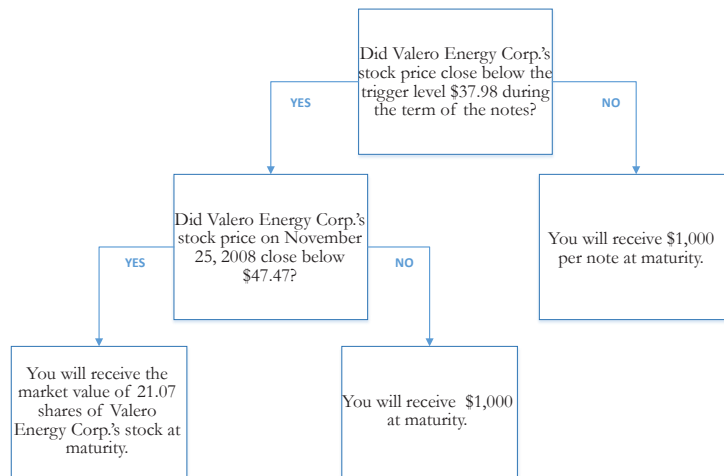 Did Valero Energy Corp.'s
stock price close below the
trigger level $37.98 during
the term of the notes?
YES
NO
Did Valero Energy Corp.'s
stock price on November
25, 2008 close below
$47.47?
You will receive $1,000
per note at maturity.
YES
NO
You will receive the
market value of 21.07
shares of Valero
Energy Corp.'s stock at
maturity.
You will receive $1,000
at maturity.